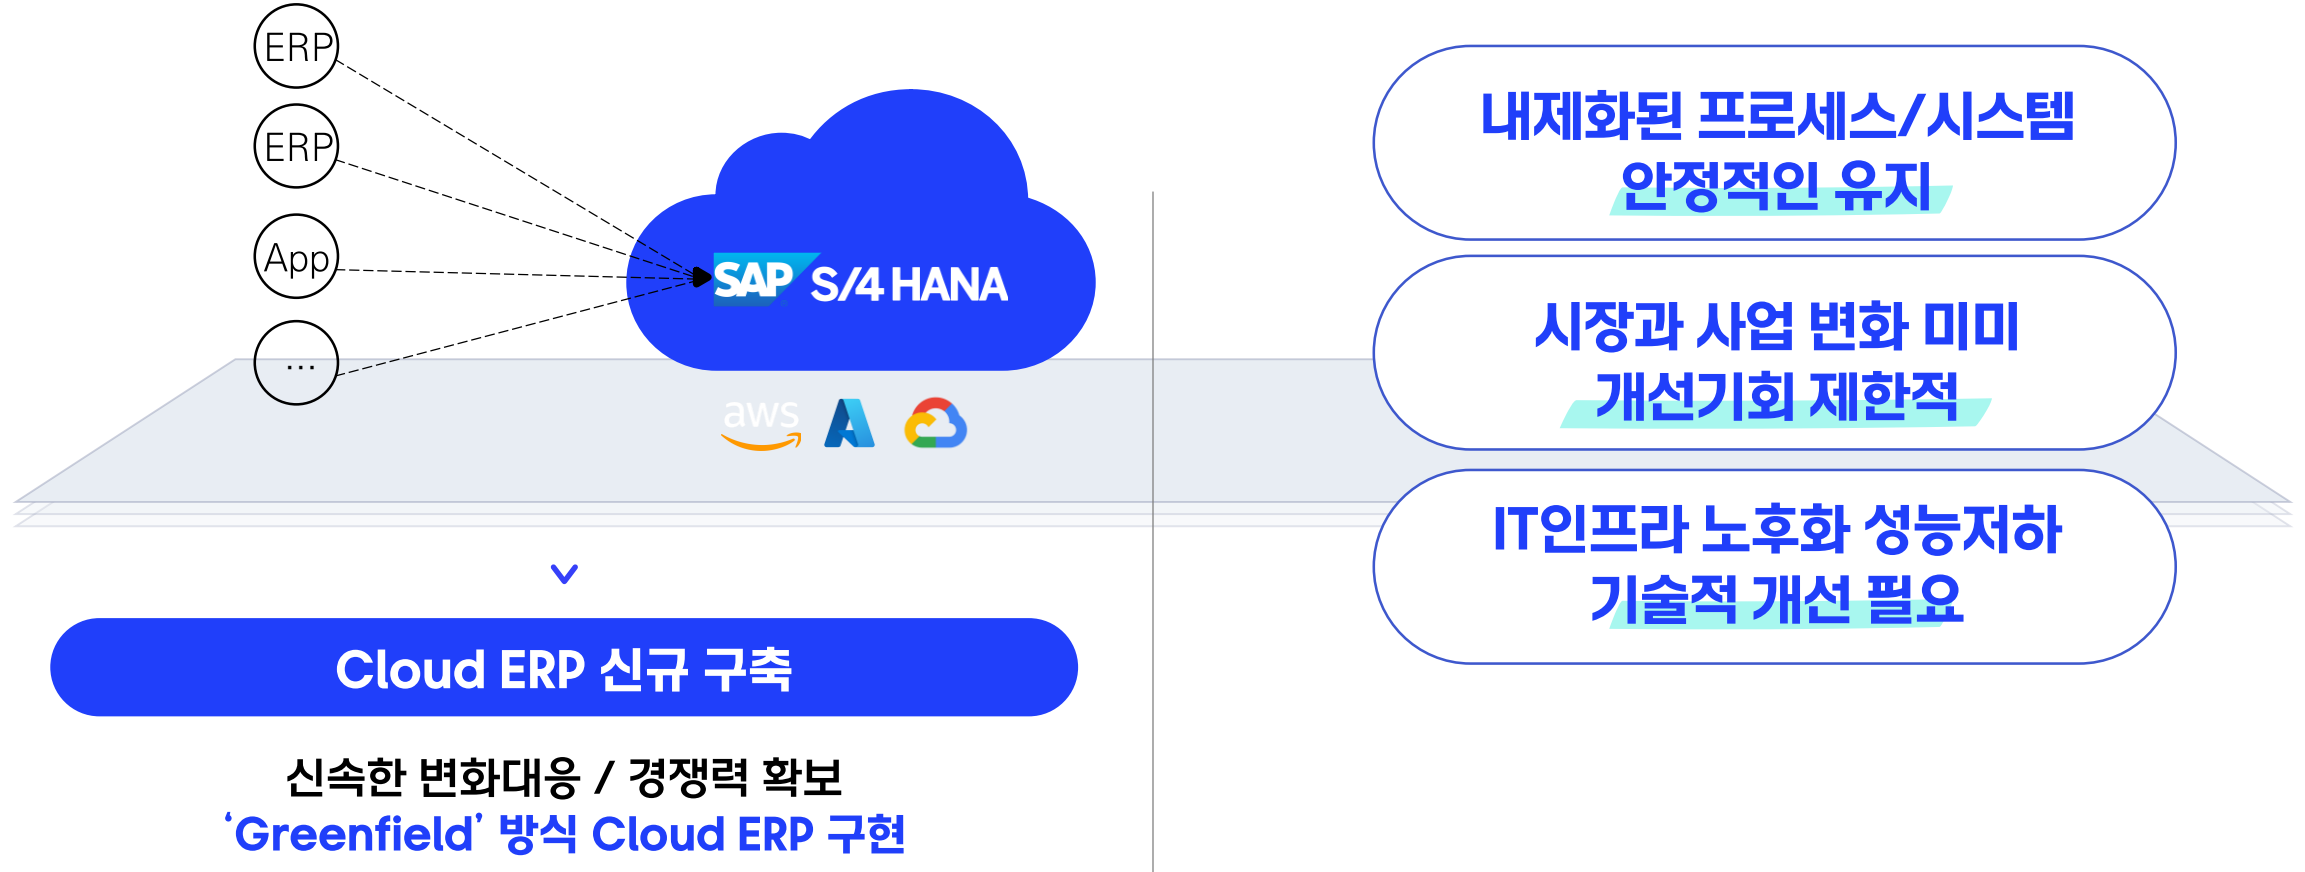 ERP
ERP
App
...
SAP S/4 HANA
aws
Cloud ERP 신규 구축
신속한 변화대응 / 경쟁력 확보
‘Greenfield’ 방식 Cloud ERP 구현
내제화된 프로세스/시스템
안정적인 유지
시장과 사업 변화 미미
개선기회 제한적
IT인프라 노후화 성능저하
기술적 개선 필요